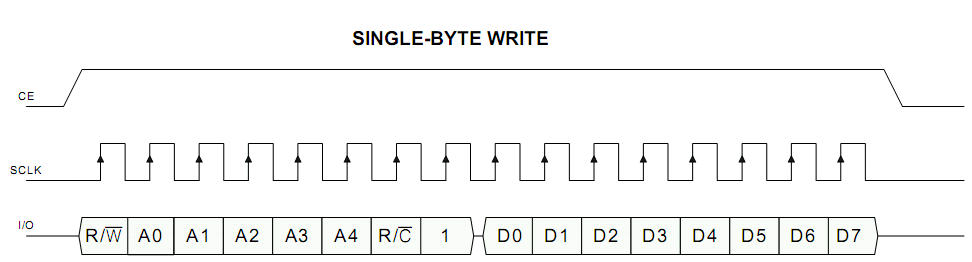 SINGLE-BYTE WRITE
CE
SCLK
I/O
R/W̅ A0 A1 A2 A3 A4 R/C̅ 1 D0 D1 D2 D3 D4 D5 D6 D7